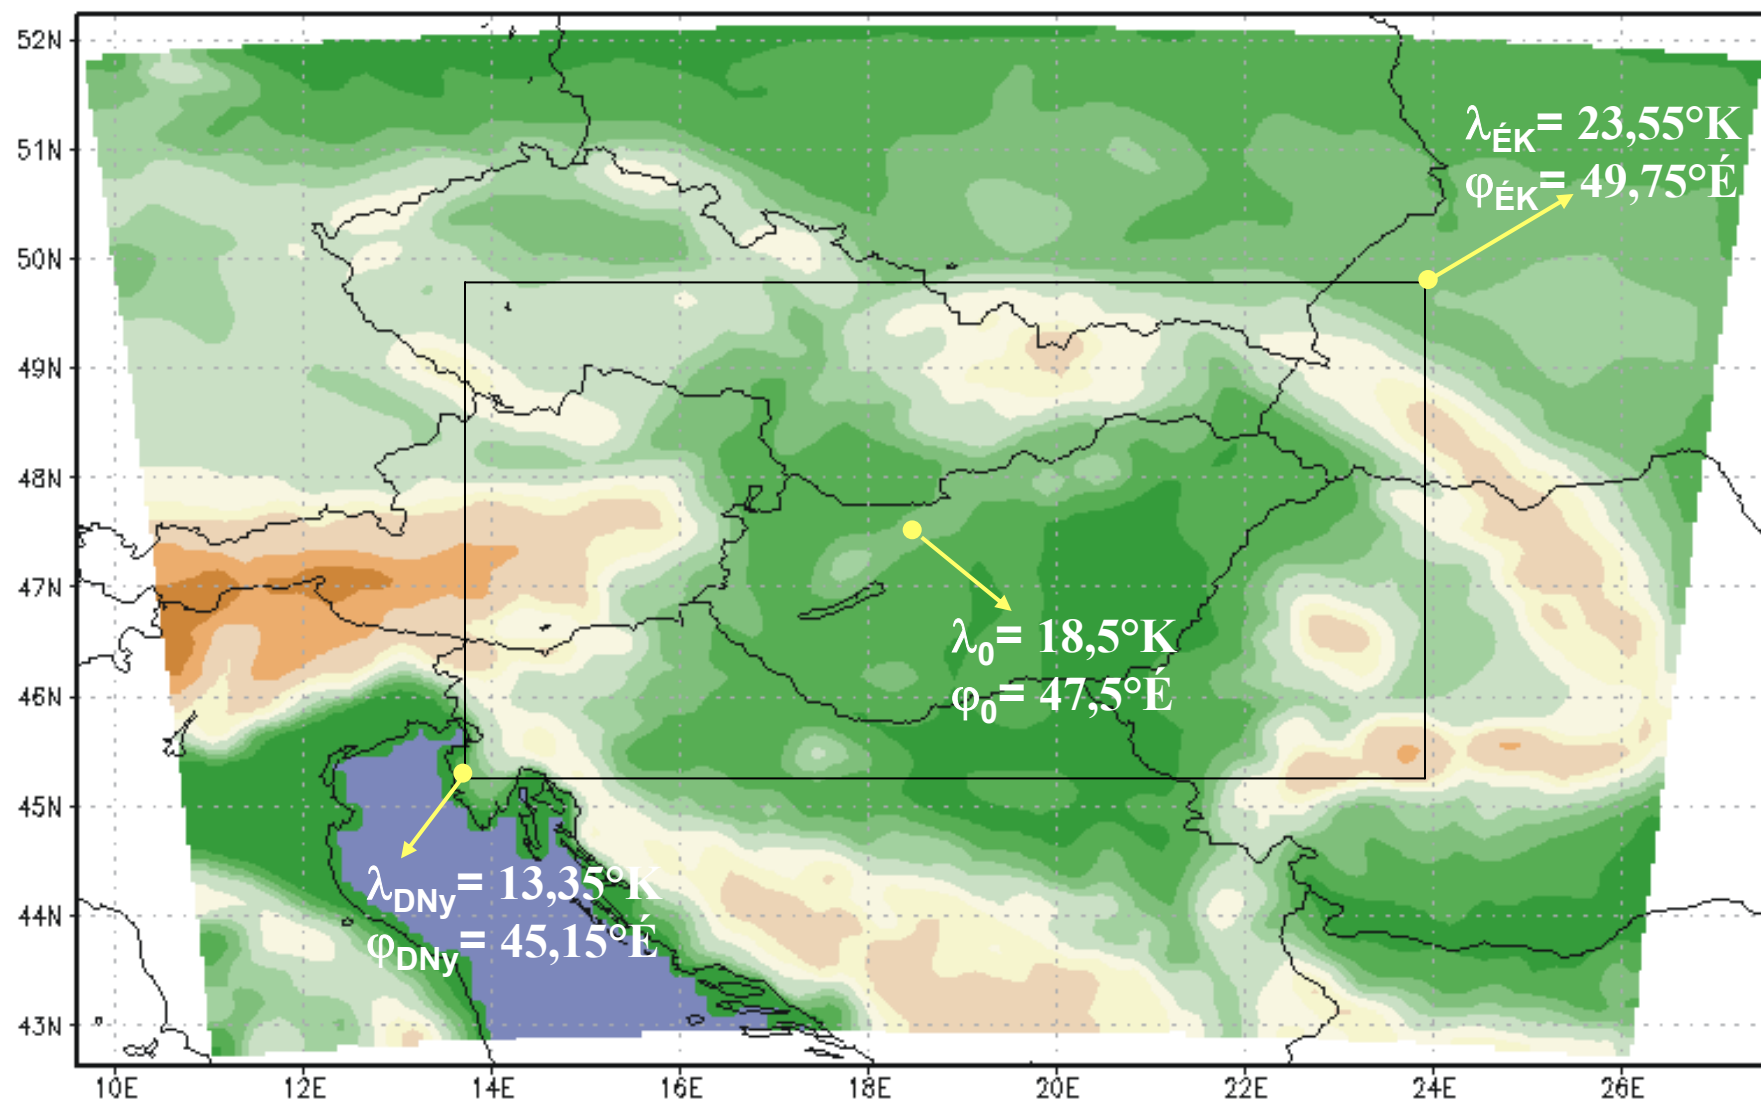 52N
51N
50N
49N
48N
47N
46N
45N
44N
43N
λÉK= 23,55°K
φÉK= 49,75°É
λ0= 18,5°K
φ0= 47,5°É
λDNy= 13,35°K
φDNy = 45,15°É
10E 12E 14E 16E 18E 20E 22E 24E 26E